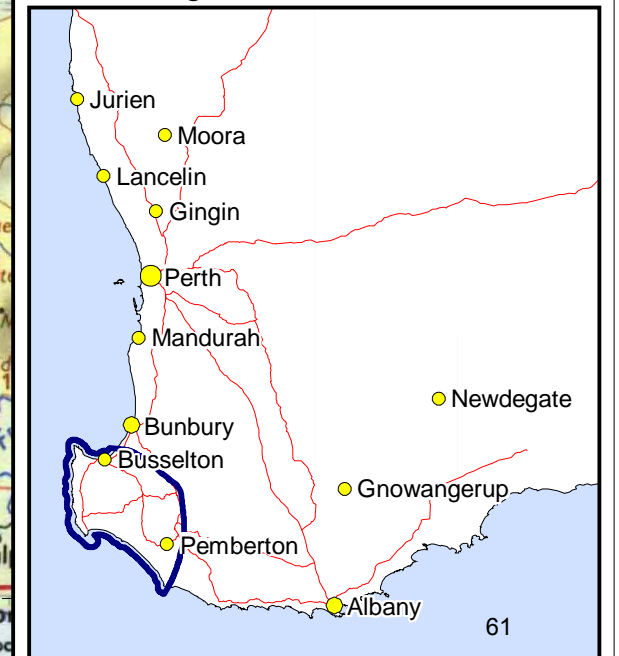 Jurien
Moora
Lancelin
Gingin
Perth
Mandurah
Newdegate
Bunbury
Busselton
Gnowangerup
Pemberton
Albany
61